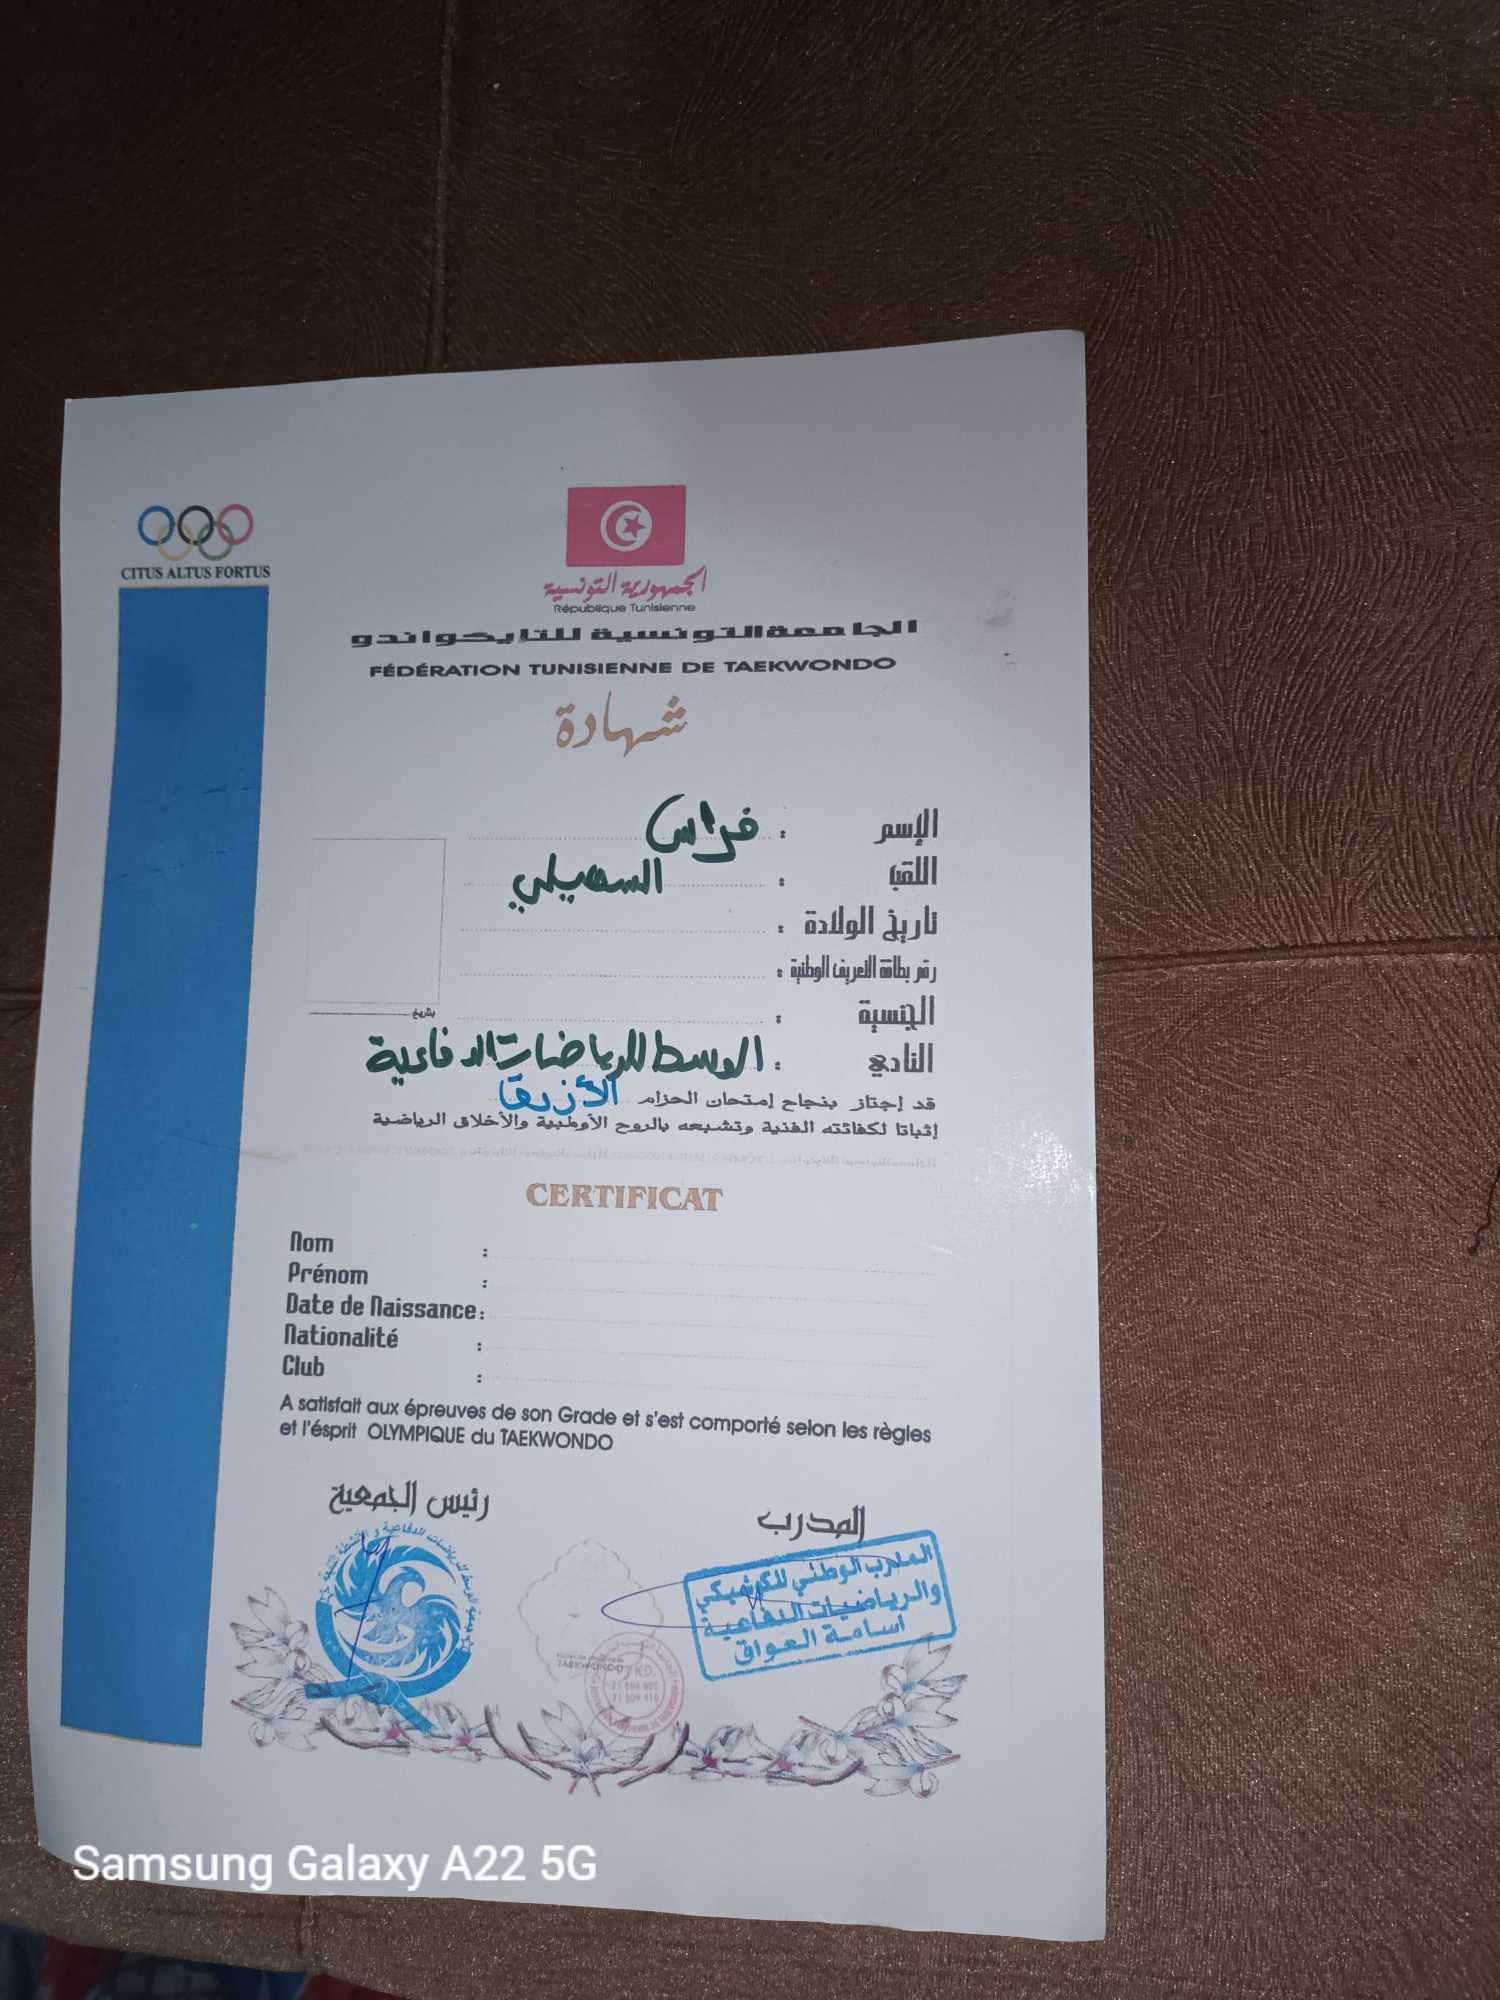 CITUS ALTUS FORTUS
الجمهورية التونسية
République Tunisienne
الجامعة التونسية للتايكواندو
FÉDÉRATION TUNISIENNE DE TAEKWONDO
شهادة
الإسم : فراس
اللقب : السهيلي
تاريخ الولادة :
رقم بطاقة التعريف الوطنية :
الجنسية :
بتاريخ
النادي : الوسط للرياضات الدفاعية
قد إجتاز بنجاح إمتحان الحزام الأزرق
إثباتا لكفائته الفنية وتشبعه بالروح الأولمبية والأخلاق الرياضية
CERTIFICAT
Nom :
Prénom :
Date de Naissance :
Nationalité :
Club :
A satisfait aux épreuves de son Grade et s'est comporté selon les règles
et l'ésprit OLYMPIQUE du TAEKWONDO
رئيس الجمعية
المدرب
المدرب الوطني للكيشيكي
والرياضيات الدفاعية
اسامة العواق
TAEKWONDO
Samsung Galaxy A22 5G